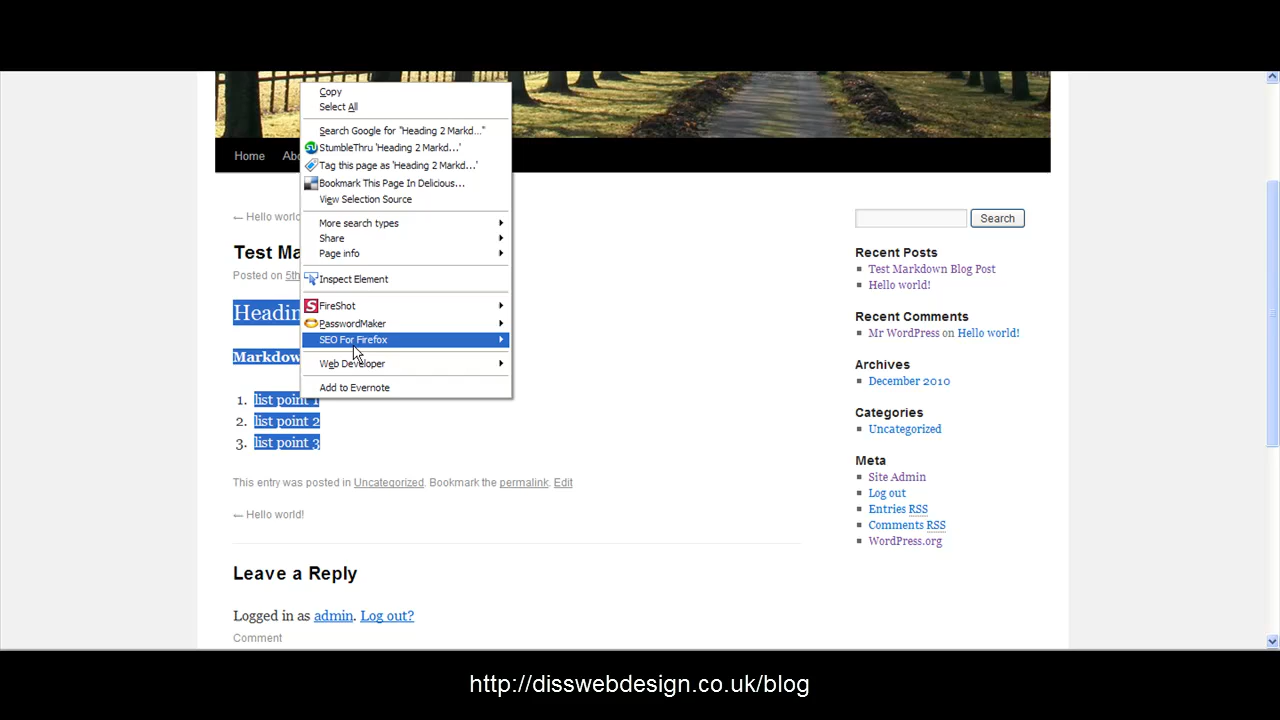 Home Abo
Copy
Select All
Search Google for "Heading 2 Markd..."
StumbleThru 'Heading 2 Markd...'
Tag this page as 'Heading 2 Markd...'
Bookmark This Page In Delicious...
View Selection Source
More search types
Share
Page info
Inspect Element
FireShot
PasswordMaker
SEO For Firefox
Web Developer
Add to Evernote
← Hello world
Test Ma
Posted on 5th
Headin
Markdow
1. list point 1
2. list point 2
3. list point 3
This entry was posted in Uncategorized. Bookmark the permalink. Edit
← Hello world!
Leave a Reply
Logged in as admin. Log out?
Comment
Search
Recent Posts
Test Markdown Blog Post
Hello world!
Recent Comments
Mr WordPress on Hello world!
Archives
December 2010
Categories
Uncategorized
Meta
Site Admin
Log out
Entries RSS
Comments RSS
WordPress.org
http://disswebdesign.co.uk/blog